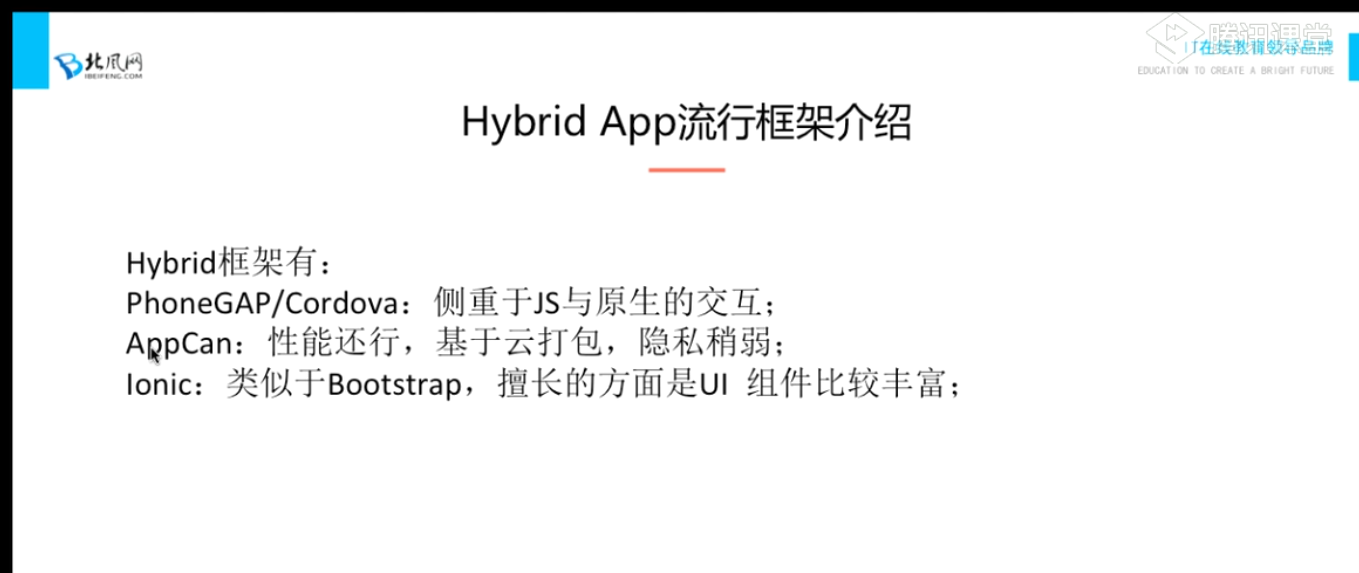 北风网
IBEIFENG.COM
腾讯课堂
IT在线教育领导品牌
EDUCATION TO CREATE A BRIGHT FUTURE
Hybrid App流行框架介绍
Hybrid框架有：
PhoneGAP/Cordova：侧重于JS与原生的交互；
AppCan：性能还行，基于云打包，隐私稍弱；
Ionic：类似于Bootstrap，擅长的方面是UI 组件比较丰富；